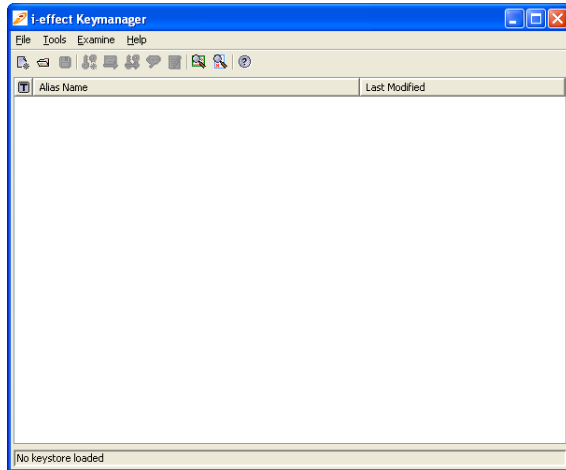 i-effect Keymanager
File Tools Examine Help
T Alias Name Last Modified
No keystore loaded